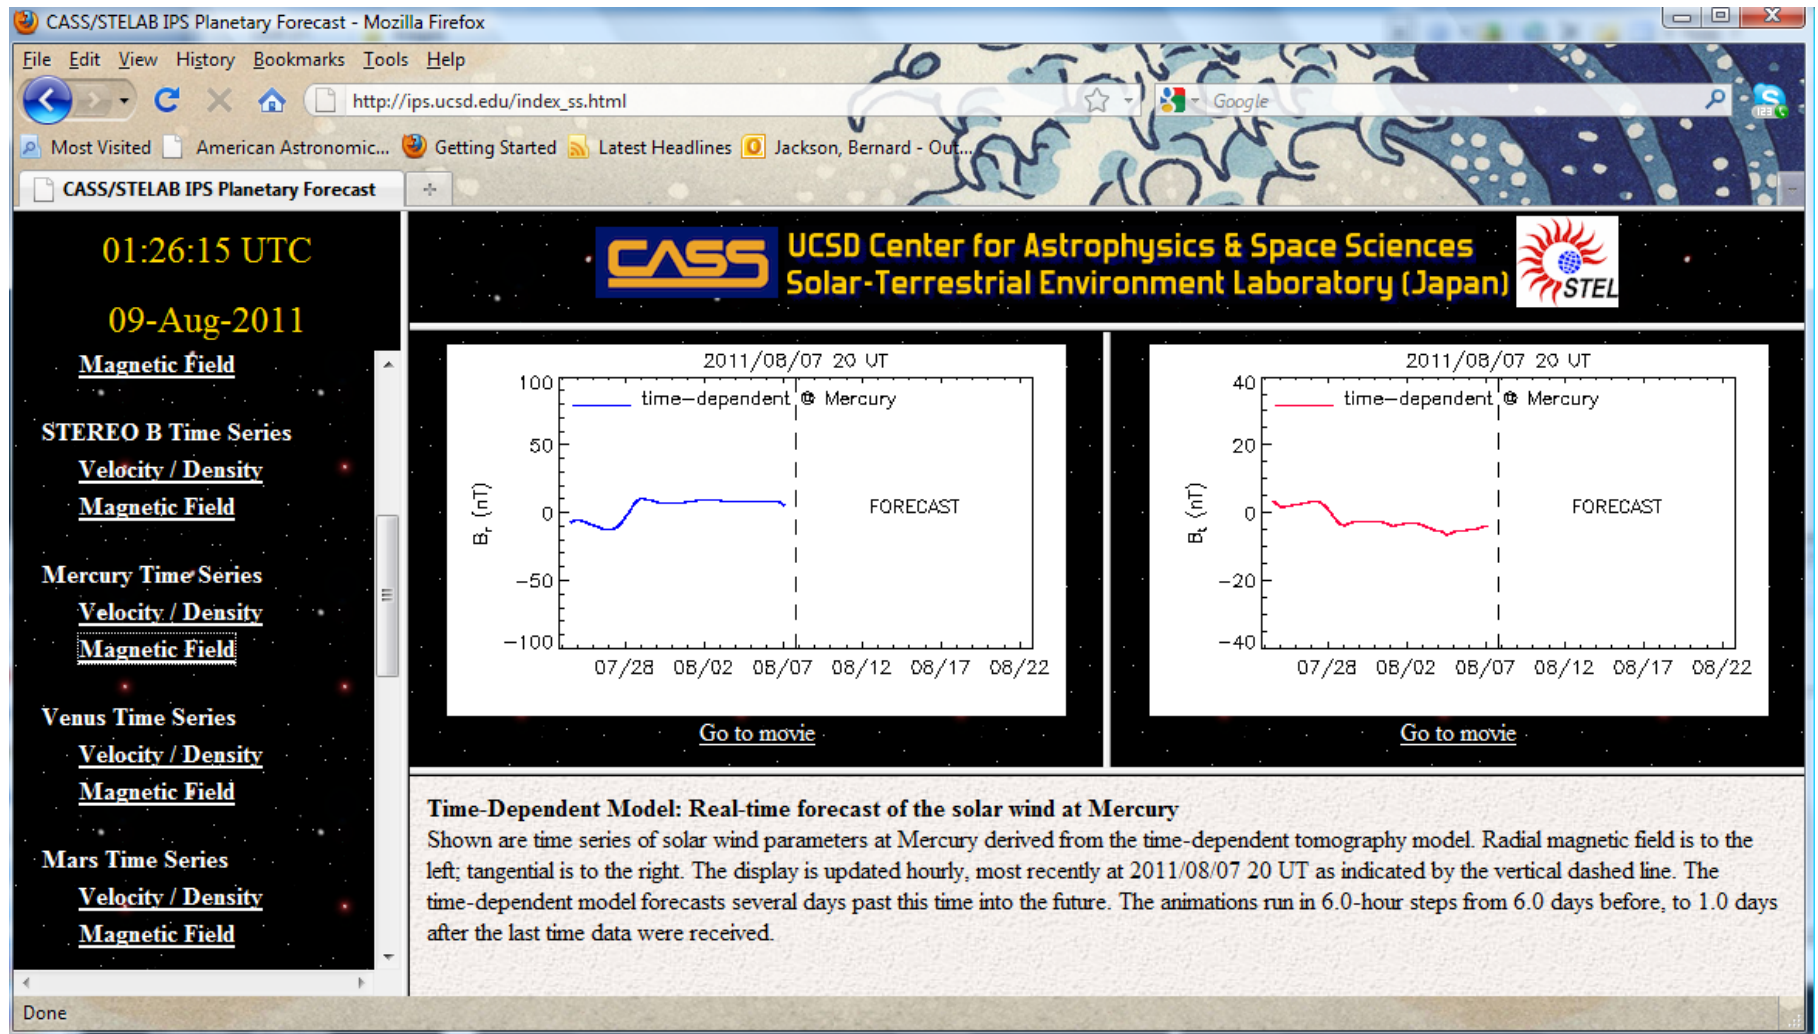 CASS/STELAB IPS Planetary Forecast - Mozilla Firefox
File Edit View History Bookmarks Tools Help
http://ips.ucsd.edu/index_ss.html
Google
123
Most Visited American Astronomic... Getting Started Latest Headlines Jackson, Bernard - Out...
CASS/STELAB IPS Planetary Forecast
01:26:15 UTC
09-Aug-2011
Magnetic Field
STEREO B Time Series
Velocity / Density
Magnetic Field
Mercury Time Series
Velocity / Density
Magnetic Field
Venus Time Series
Velocity / Density
Magnetic Field
Mars Time Series
Velocity / Density
Magnetic Field
CASS
UCSD Center for Astrophysics & Space Sciences
Solar-Terrestrial Environment Laboratory (Japan)
STEL
2011/08/07 20 UT
time-dependent @ Mercury
FORECAST
Br (nT)
100
50
0
-50
-100
07/28 08/02 08/07 08/12 08/17 08/22
Go to movie
2011/08/07 20 UT
time-dependent @ Mercury
FORECAST
Bt (nT)
40
20
0
-20
-40
07/28 08/02 08/07 08/12 08/17 08/22
Go to movie
Time-Dependent Model: Real-time forecast of the solar wind at Mercury
Shown are time series of solar wind parameters at Mercury derived from the time-dependent tomography model. Radial magnetic field is to the
left; tangential is to the right. The display is updated hourly, most recently at 2011/08/07 20 UT as indicated by the vertical dashed line. The
time-dependent model forecasts several days past this time into the future. The animations run in 6.0-hour steps from 6.0 days before, to 1.0 days
after the last time data were received.
Done